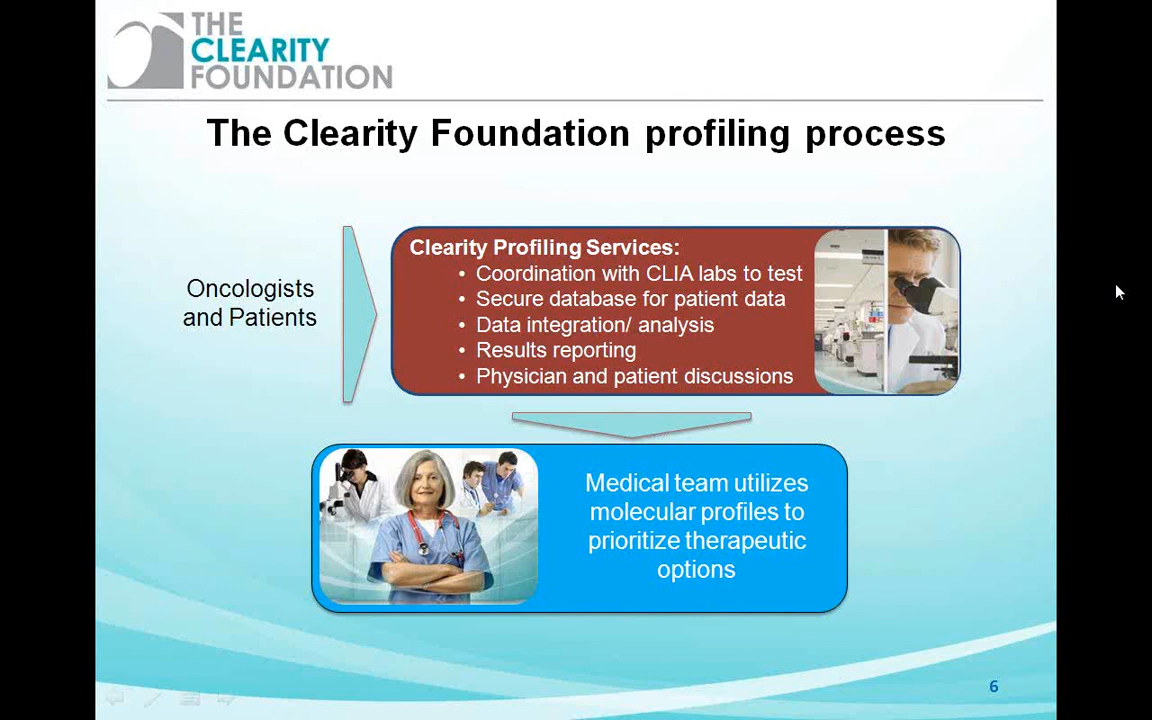 THE
CLEARITY
FOUNDATION
The Clearity Foundation profiling process
Oncologists
and Patients
Clearity Profiling Services:
• Coordination with CLIA labs to test
• Secure database for patient data
• Data integration/ analysis
• Results reporting
• Physician and patient discussions
Medical team utilizes
molecular profiles to
prioritize therapeutic
options
6